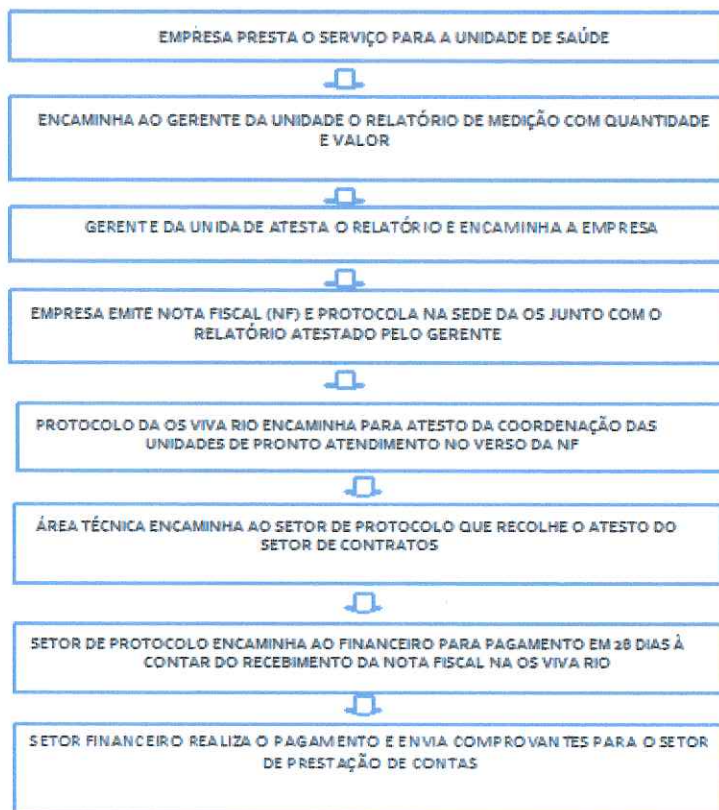 EMPRESA PRESTA O SERVIÇO PARA A UNIDADE DE SAÚDE
ENCAMINHA AO GERENTE DA UNIDADE O RELATÓRIO DE MEDIÇÃO COM QUANTIDADE
E VALOR
GERENTE DA UNIDADE ATESTA O RELATÓRIO E ENCAMINHA A EMPRESA
EMPRESA EMITE NOTA FISCAL (NF) E PROTOCOLA NA SEDE DA OS JUNTO COM O
RELATÓRIO ATESTADO PELO GERENTE
PROTOCOLO DA OS VIVA RIO ENCAMINHA PARA ATESTO DA COORDENAÇÃO DAS
UNIDADES DE PRONTO ATENDIMENTO NO VERSO DA NF
ÁREA TÉCNICA ENCAMINHA AO SETOR DE PROTOCOLO QUE RECOLHE O ATESTO DO
SETOR DE CONTRATOS
SETOR DE PROTOCOLO ENCAMINHA AO FINANCEIRO PARA PAGAMENTO EM 28 DIAS À
CONTAR DO RECEBIMENTO DA NOTA FISCAL NA OS VIVA RIO
SETOR FINANCEIRO REALIZA O PAGAMENTO E ENVIA COMPROVANTES PARA O SETOR
DE PRESTAÇÃO DE CONTAS